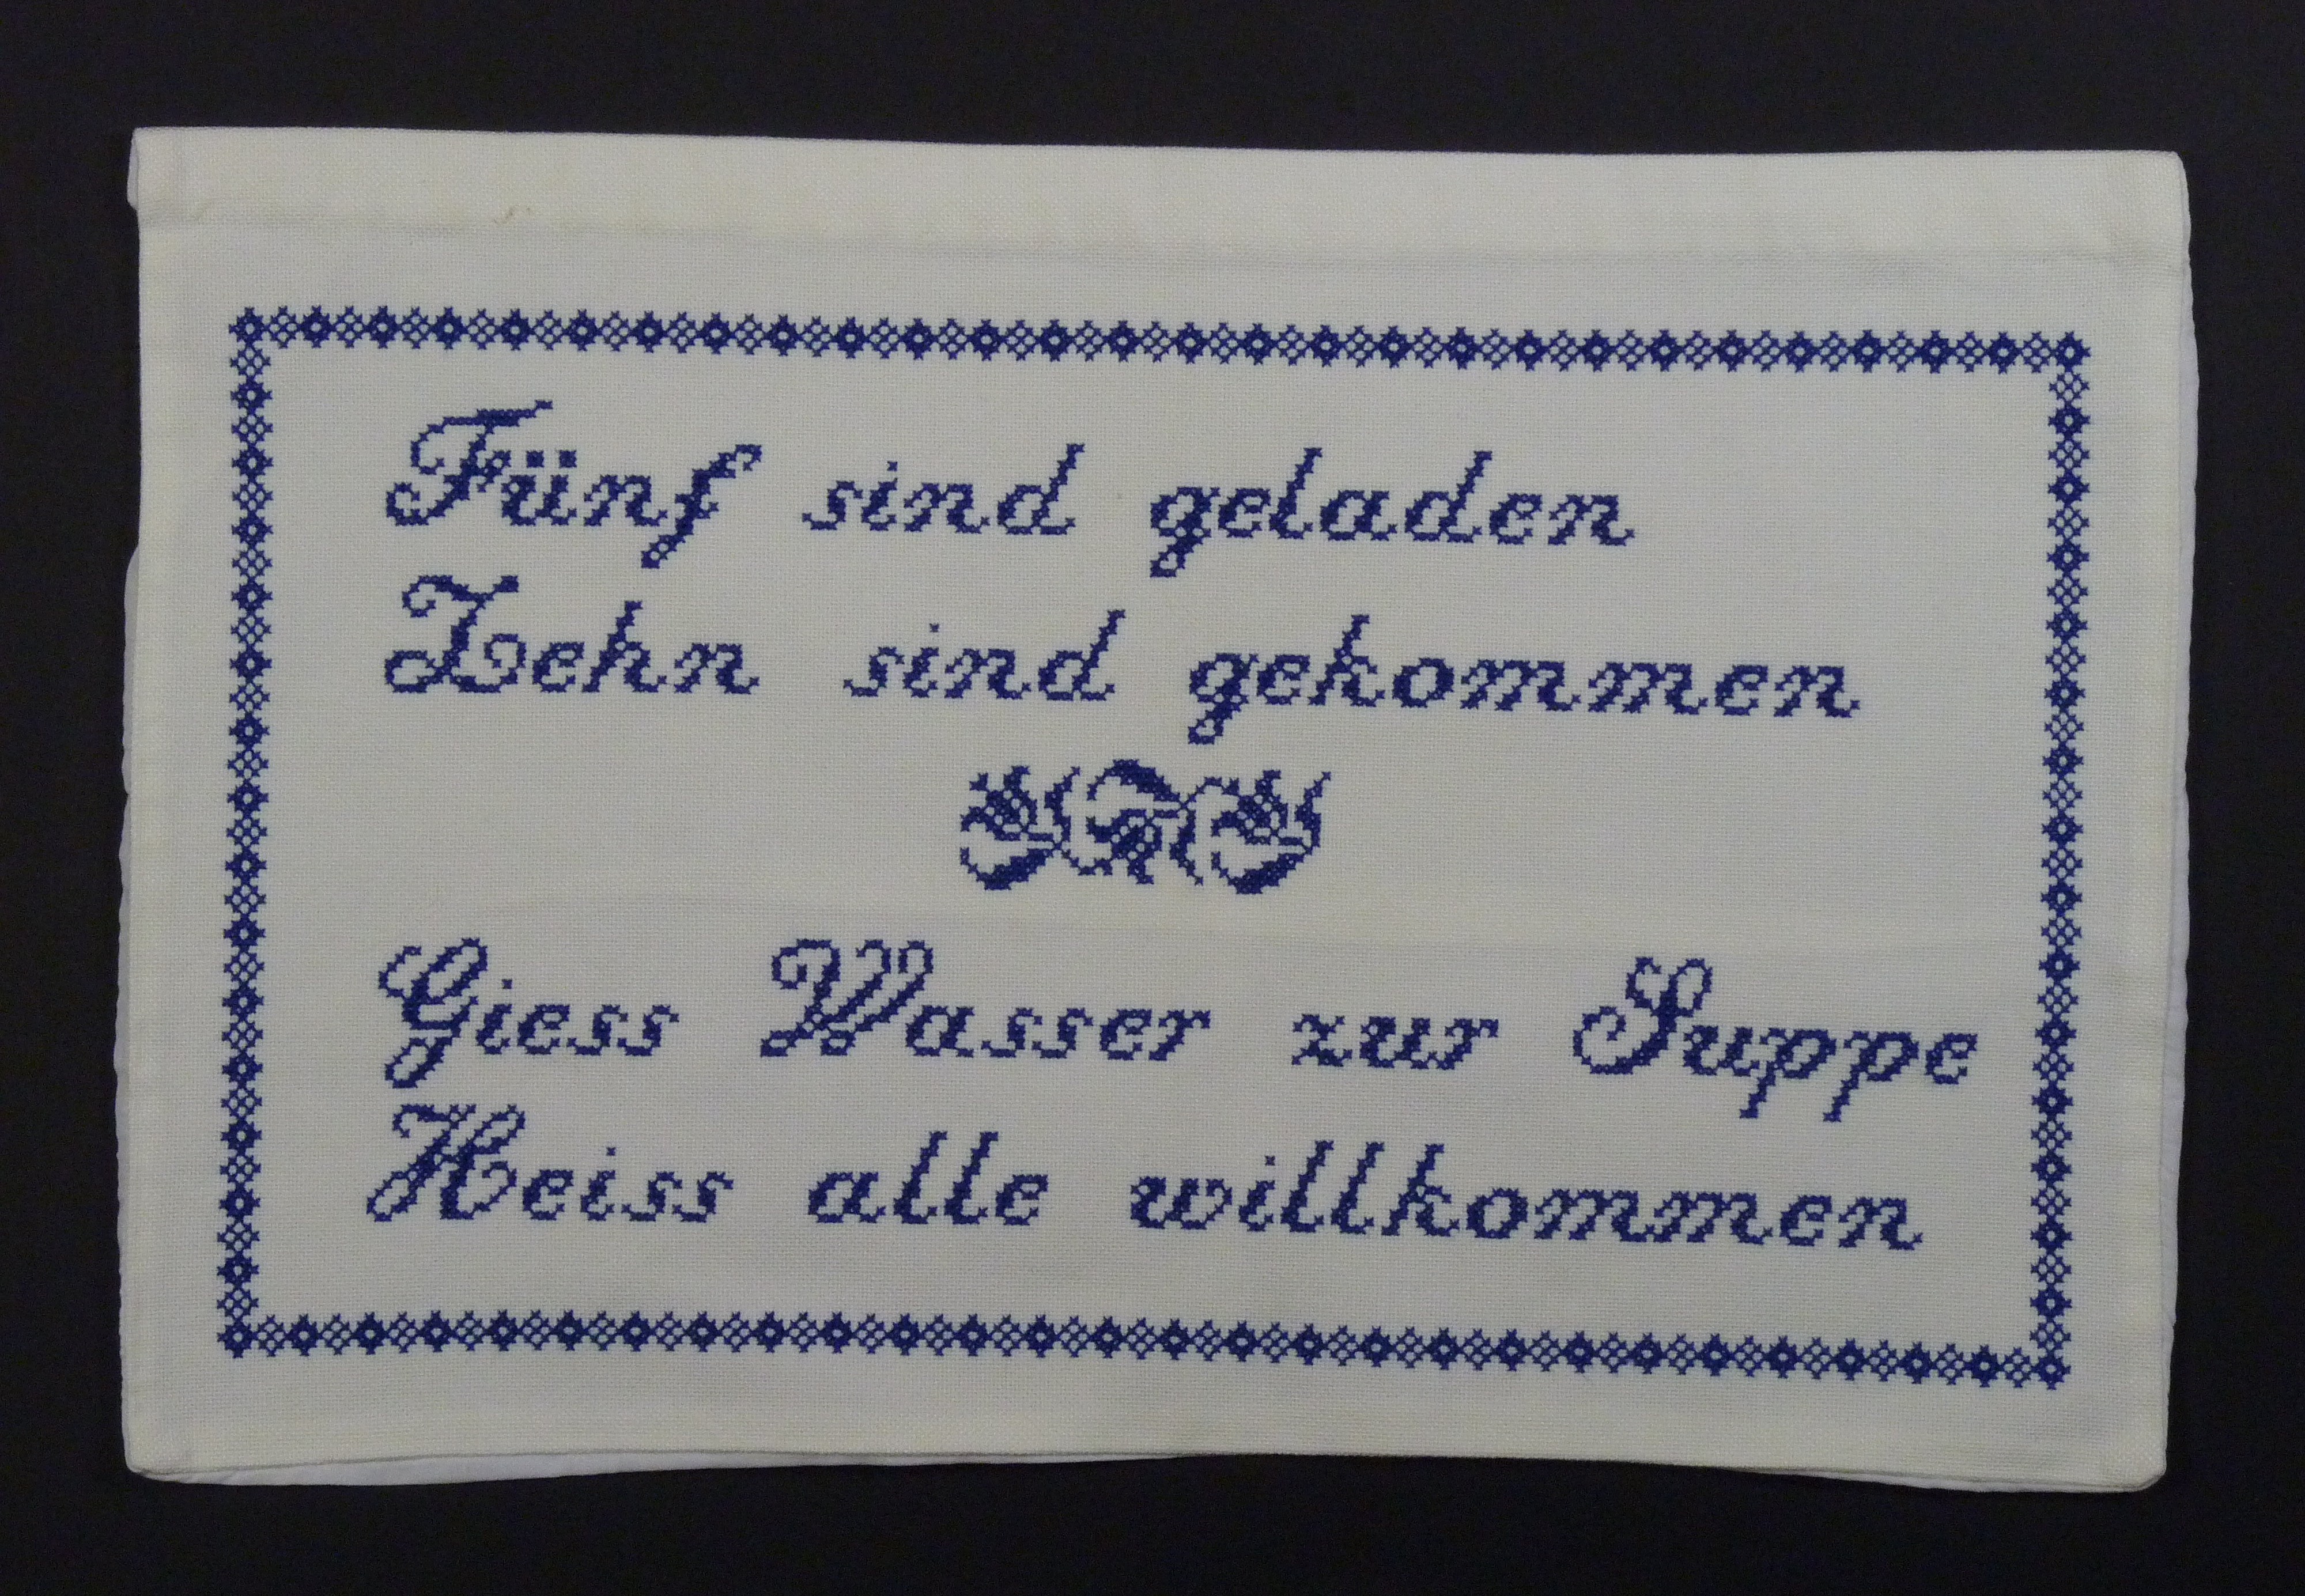 Fünf sind geladen
Zehn sind gekommen
Giess Wasser zur Suppe
Heiss alle willkommen